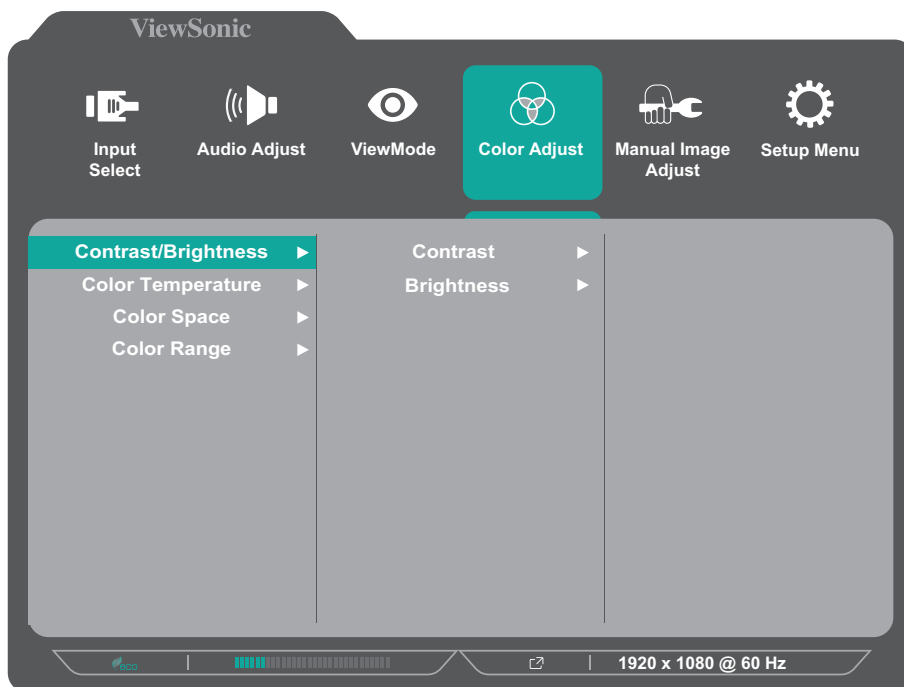 ViewSonic
Input
Select
Audio Adjust
ViewMode
Color Adjust
Manual Image
Adjust
Setup Menu
Contrast/Brightness
Color Temperature
Color Space
Color Range
Contrast
Brightness
eco
1920 x 1080 @ 60 Hz